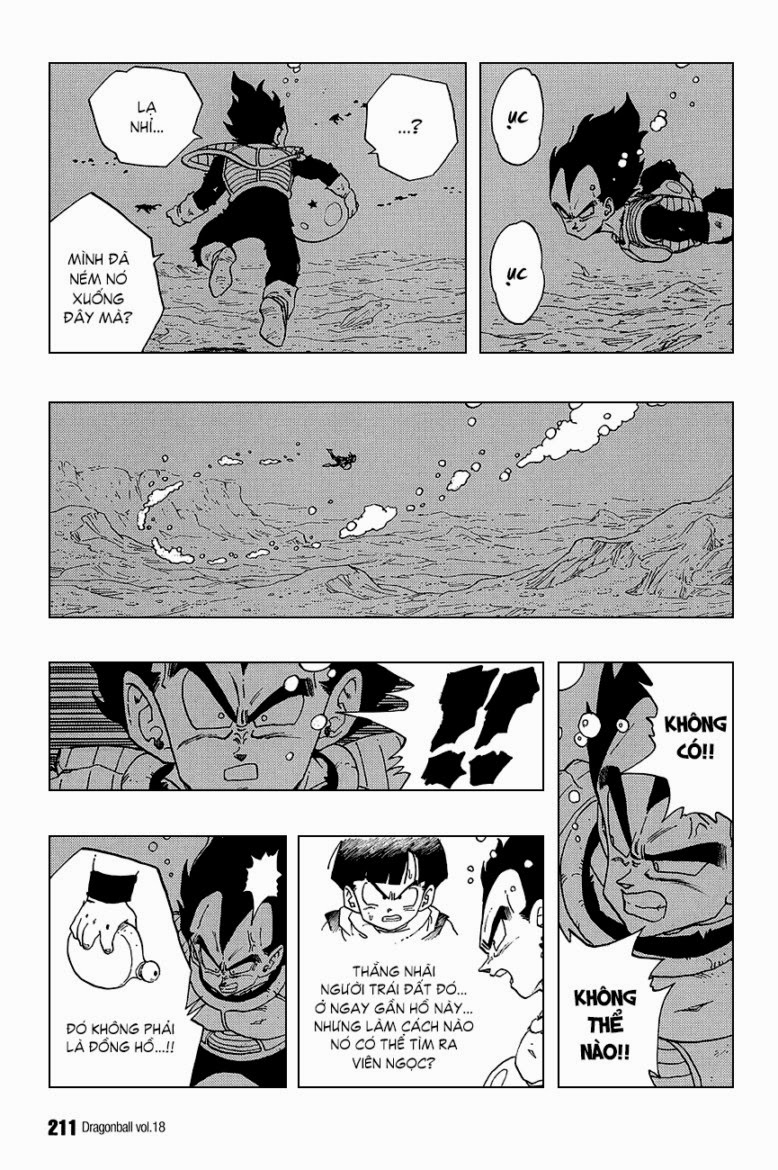 ỤC
ỤC
...?
LẠ
NHỈ...
MÌNH ĐÃ
NÉM NÓ
XUỐNG
ĐÂY MÀ?
KHÔNG
CÓ!!
KHÔNG
THỂ
NÀO!!
!!
THẰNG NHÃI
NGƯỜI TRÁI ĐẤT ĐÓ...
Ở NGAY GẦN HỒ NÀY...
NHƯNG LÀM CÁCH NÀO
NÓ CÓ THỂ TÌM RA
VIÊN NGỌC?
ĐÓ KHÔNG PHẢI
LÀ ĐỒNG HỒ...!!
211 Dragonball vol.18